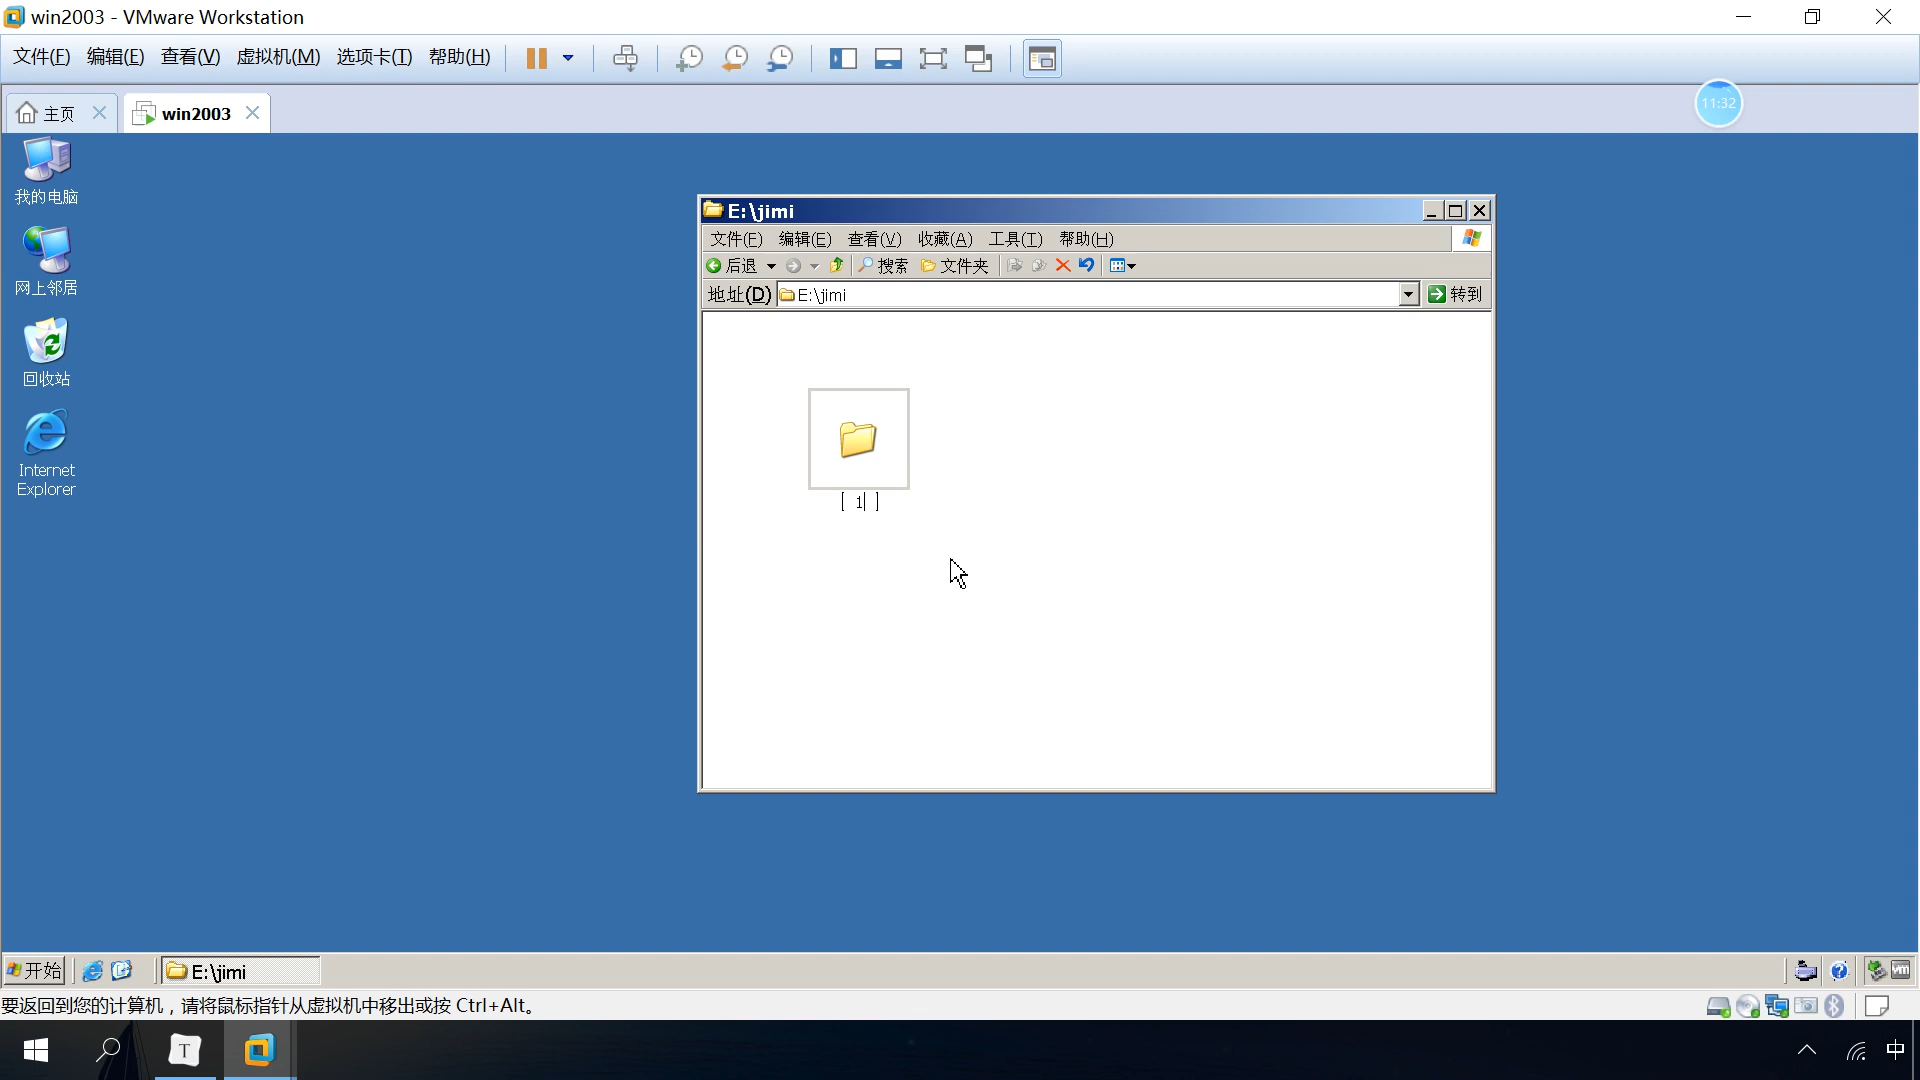 win2003 - VMware Workstation
文件(F) 编辑(E) 查看(V) 虚拟机(M) 选项卡(T) 帮助(H)
主页 win2003
11:32
我的电脑
网上邻居
回收站
Internet
Explorer
E:\jimi
文件(F) 编辑(E) 查看(V) 收藏(A) 工具(T) 帮助(H)
后退 搜索 文件夹
地址(D) E:\jimi 转到
1
开始 E:\jimi
vm
要返回到您的计算机，请将鼠标指针从虚拟机中移出或按 Ctrl+Alt。
T
中